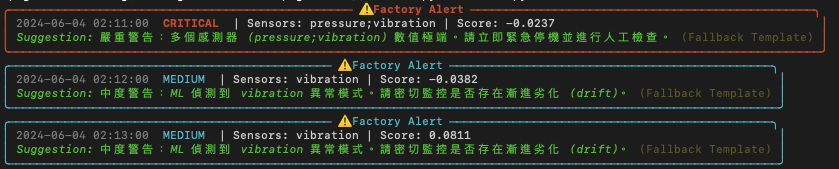 ⚠️Factory Alert
2024-06-04 02:11:00 CRITICAL | Sensors: pressure;vibration | Score: -0.0237
Suggestion: 嚴重警告：多個感測器 (pressure;vibration) 數值極端。請立即緊急停機並進行人工檢查。 (Fallback Template)
⚠️Factory Alert
2024-06-04 02:12:00 MEDIUM | Sensors: vibration | Score: -0.0382
Suggestion: 中度警告：ML 偵測到 vibration 異常模式。請密切監控是否存在漸進劣化 (drift)。 (Fallback Template)
⚠️Factory Alert
2024-06-04 02:13:00 MEDIUM | Sensors: vibration | Score: 0.0811
Suggestion: 中度警告：ML 偵測到 vibration 異常模式。請密切監控是否存在漸進劣化 (drift)。 (Fallback Template)